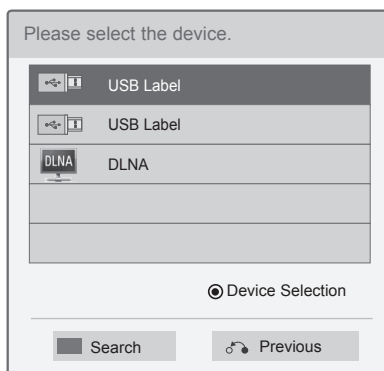 Please select the device.
USB Label
USB Label
DLNA DLNA
Device Selection
Search Previous